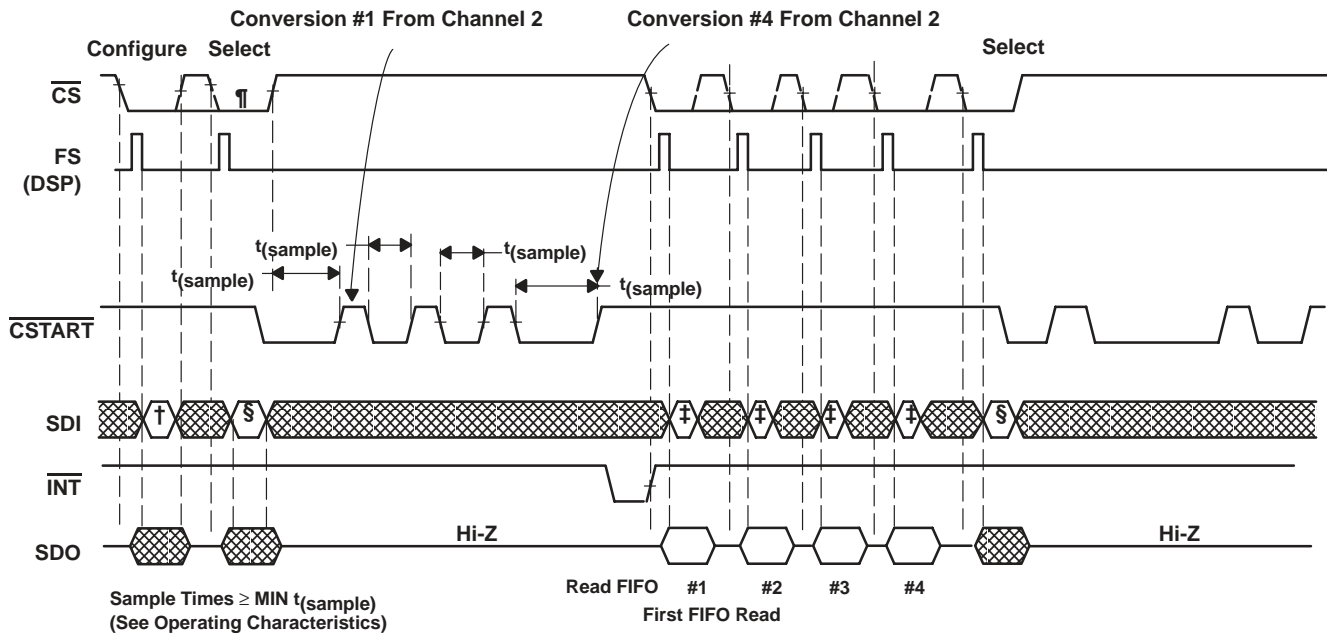 Conversion #1 From Channel 2
Conversion #4 From Channel 2
Configure
Select
Select
CS
¶
FS
(DSP)
t(sample)
t(sample)
t(sample)
t(sample)
CSTART
SDI
†
§
‡
‡
‡
‡
§
INT
SDO
Hi-Z
Hi-Z
Read FIFO
#1
#2
#3
#4
First FIFO Read
Sample Times ≥ MIN t(sample)
(See Operating Characteristics)